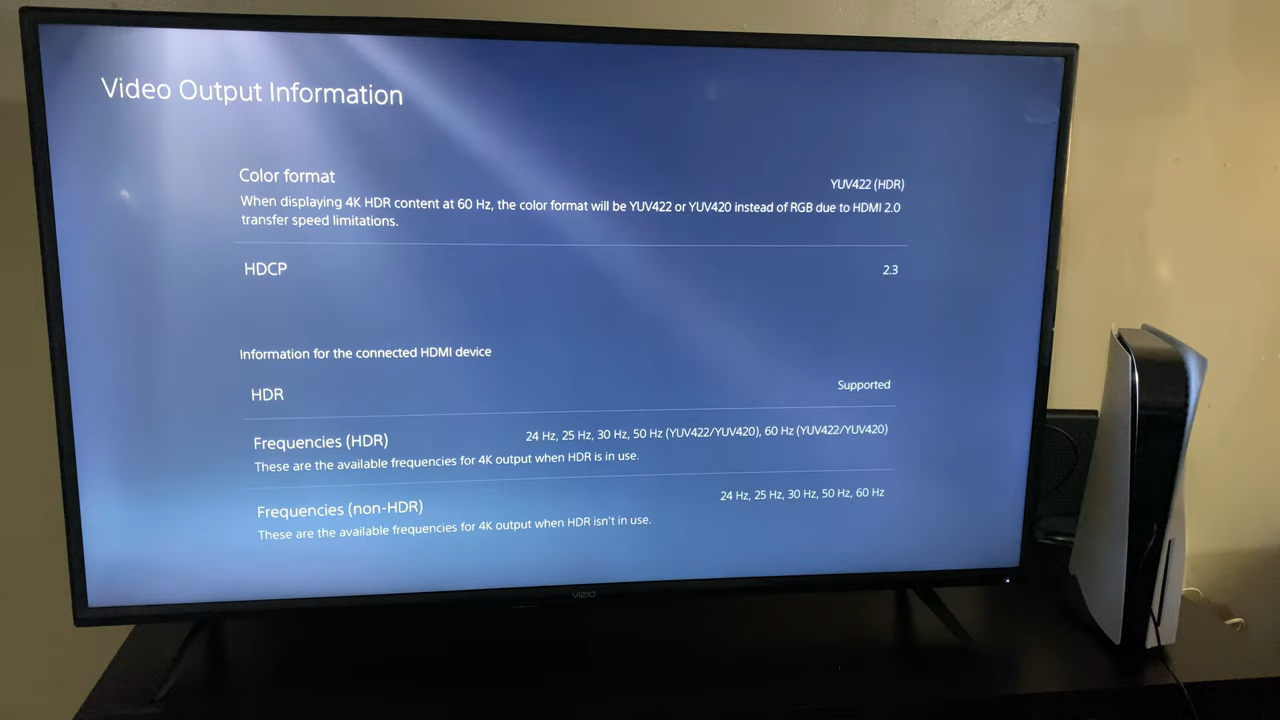 Video Output Information
Color format
YUV422 (HDR)
When displaying 4K HDR content at 60 Hz, the color format will be YUV422 or YUV420 instead of RGB due to HDMI 2.0
transfer speed limitations.
HDCP
2.3
Information for the connected HDMI device
HDR
Supported
Frequencies (HDR)
24 Hz, 25 Hz, 30 Hz, 50 Hz (YUV422/YUV420), 60 Hz (YUV422/YUV420)
These are the available frequencies for 4K output when HDR is in use.
Frequencies (non-HDR)
24 Hz, 25 Hz, 30 Hz, 50 Hz, 60 Hz
These are the available frequencies for 4K output when HDR isn't in use.
VIZIO